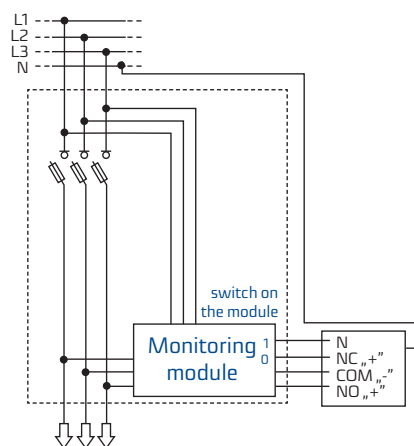 L1
L2
L3
N
switch on
the module
Monitoring
module
1
0
N
NC „+”
COM „-”
NO „+”